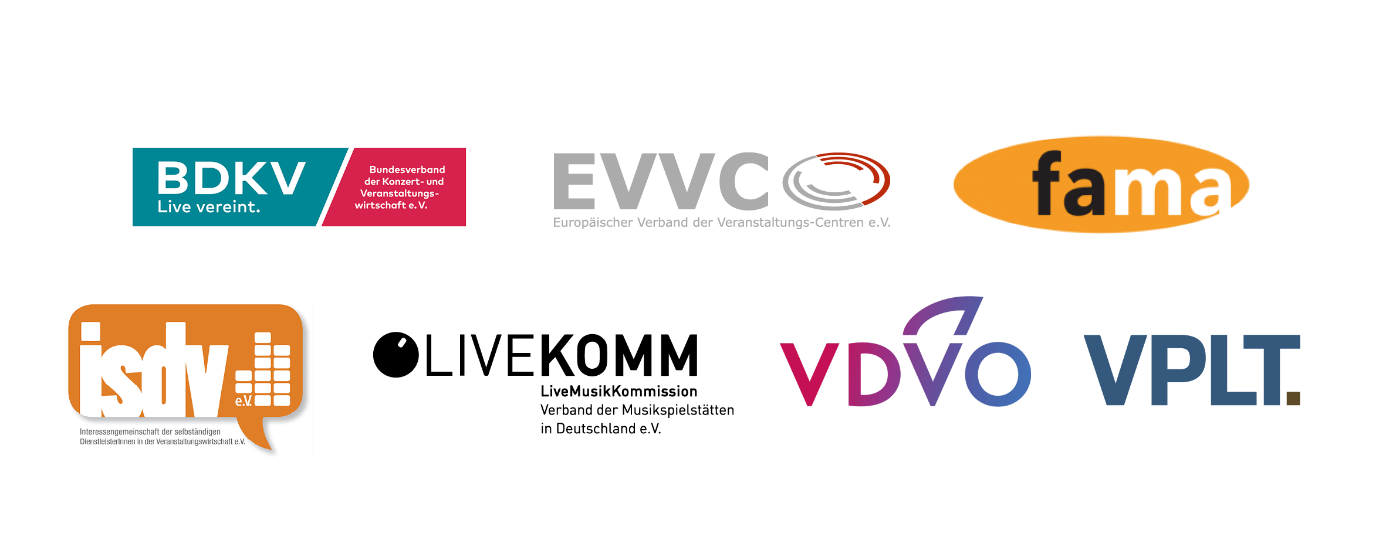 BDKV
Live vereint.
Bundesverband
der Konzert- und
Veranstaltungs-
wirtschaft e.V.
EVVC
Europäischer Verband der Veranstaltungs-Centren e.V.
fama
isdv
e.V.
Interessengemeinschaft der selbständigen
DienstleisterInnen in der Veranstaltungswirtschaft e.V.
LIVEKOMM
LiveMusikKommission
Verband der Musikspielstätten
in Deutschland e.V.
VDVO
VPLT.